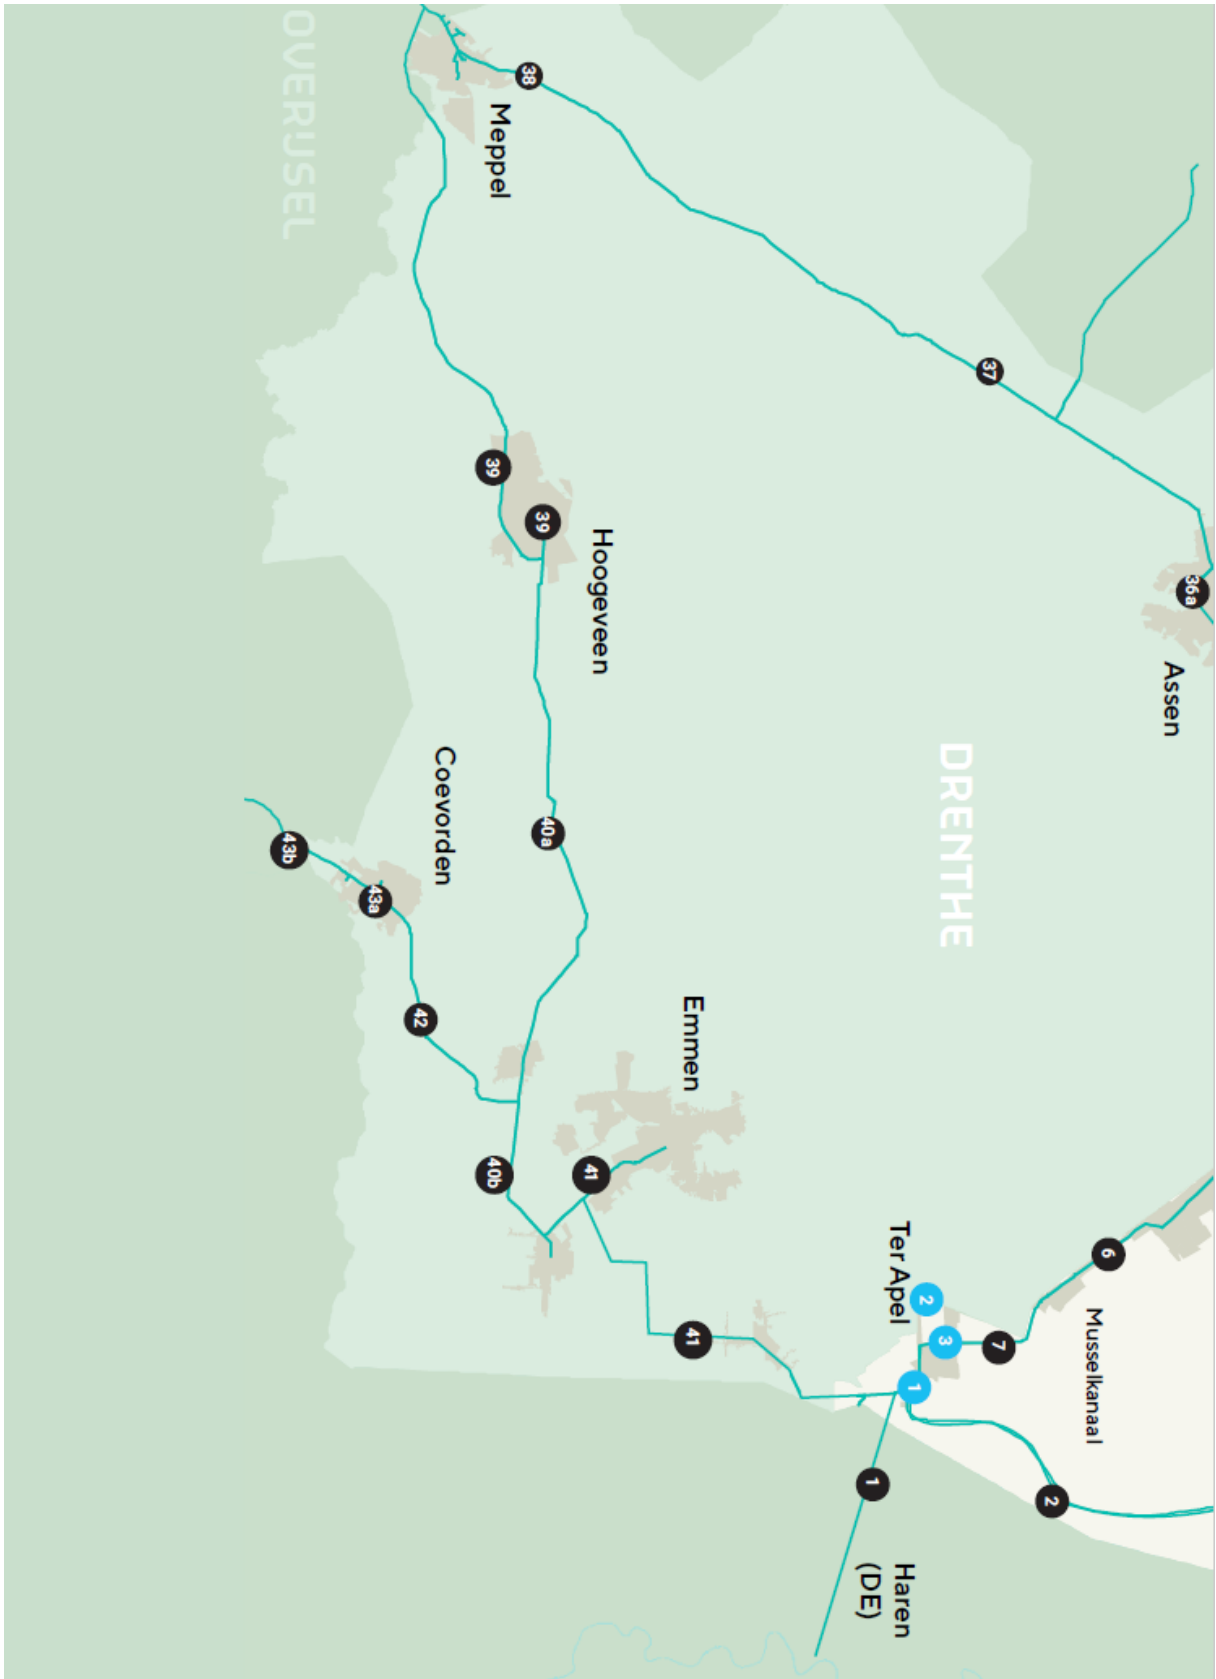 36a
Assen
6
Musselkanaal
2
7
37
DRENTHE
3
2
1
Ter Apel
Haren
(DE)
1
Emmen
41
Hoogeveen
41
40a
39
38
Meppel
39
40b
Coevorden
42
43a
OVERIJSEL
43b